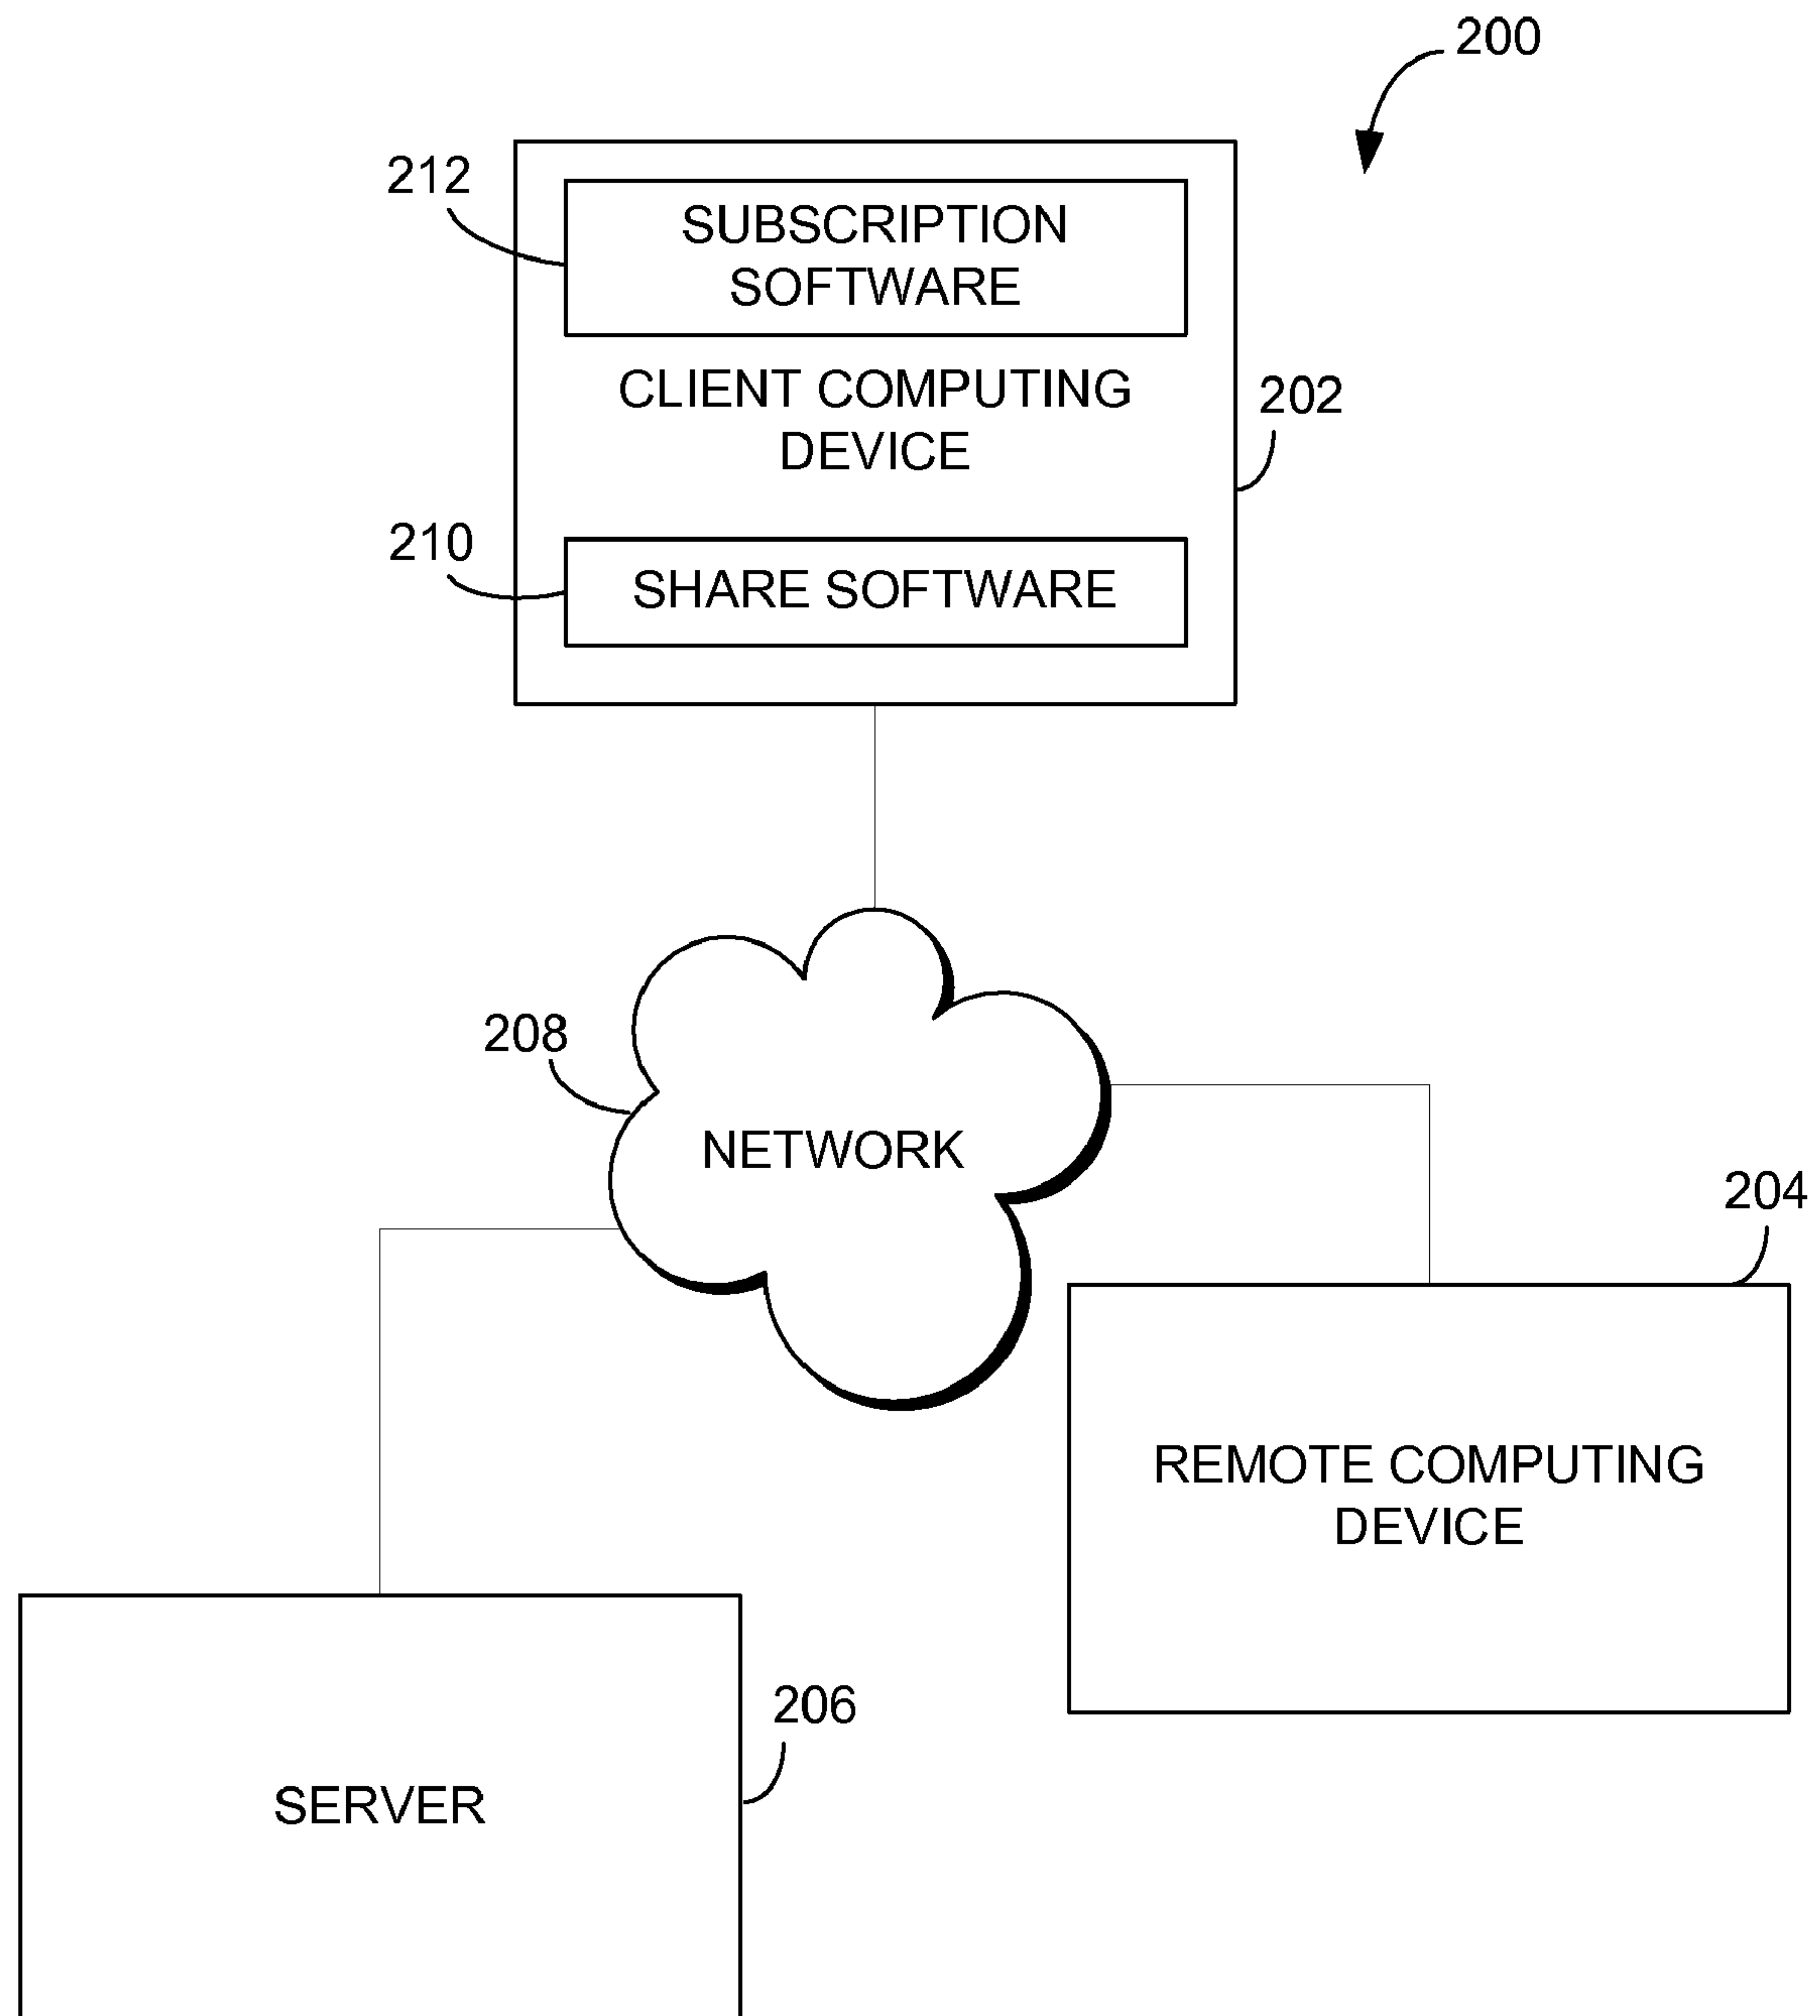 200
212
SUBSCRIPTION
SOFTWARE
CLIENT COMPUTING
DEVICE
202
210
SHARE SOFTWARE
208
NETWORK
204
REMOTE COMPUTING
DEVICE
206
SERVER